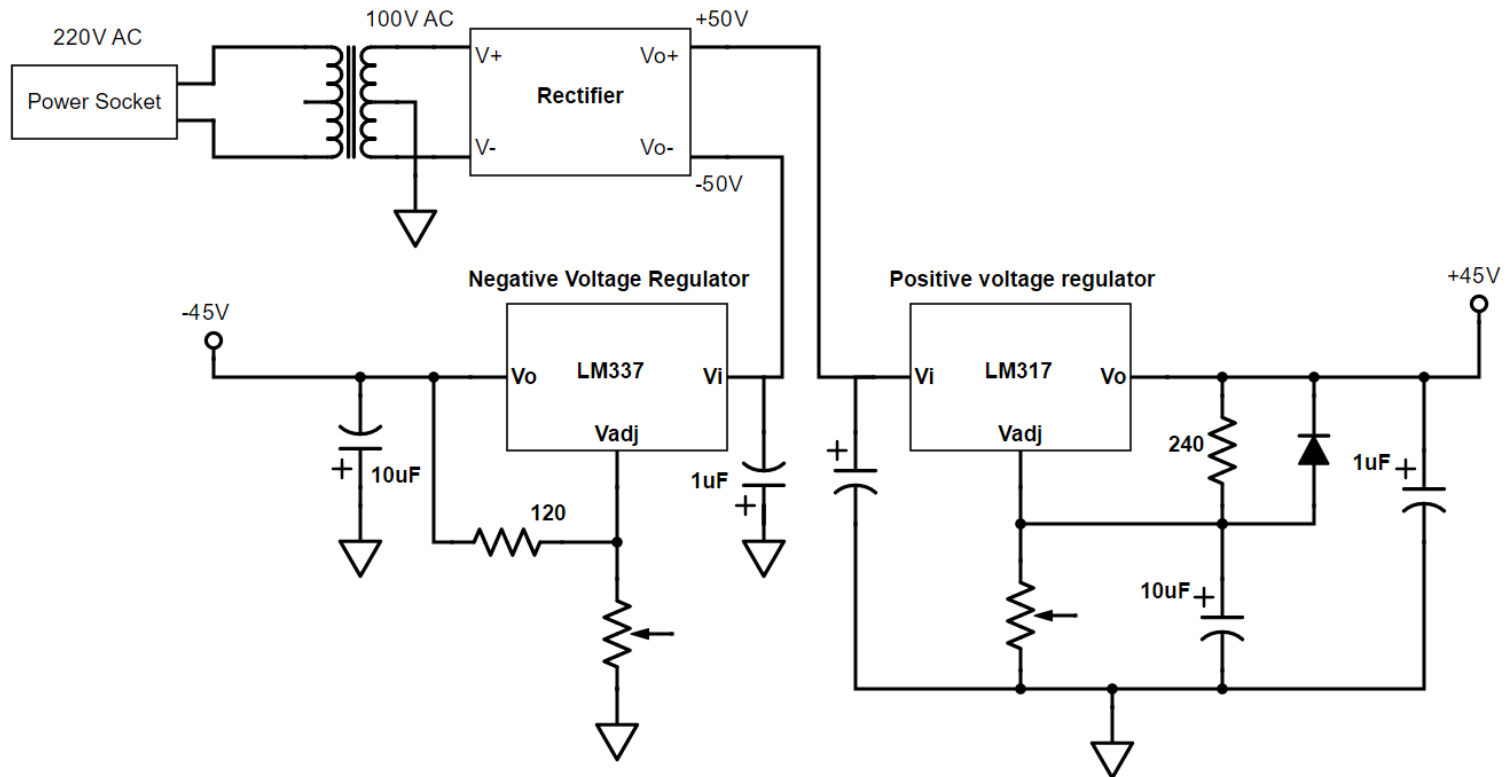 220V AC
100V AC
+50V
Power Socket
V+
Vo+
Rectifier
V-
Vo-
-50V
Negative Voltage Regulator
Positive voltage regulator
-45V
+45V
Vo
LM337
Vi
Vi
LM317
Vo
Vadj
Vadj
+
10uF
1uF
+
+
240
1uF
+
120
10uF
+